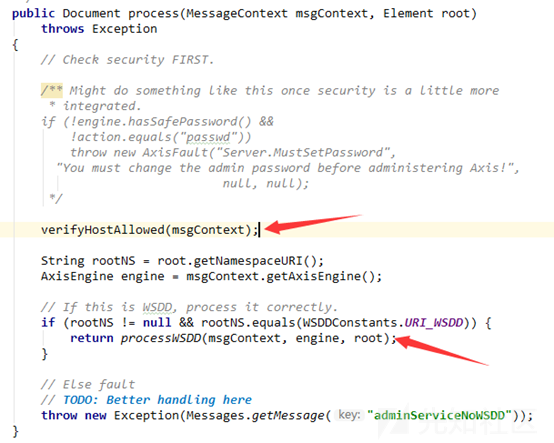 public Document process(MessageContext msgContext, Element root)
    throws Exception
{
    // Check security FIRST.

    /** Might do something like this once security is a little more
     * integrated.
    if (!engine.hasSafePassword() &&
        !action.equals("passwd"))
        throw new AxisFault("Server.MustSetPassword",
      "You must change the admin password before administering Axis!",
                             null, null);
     */

    verifyHostAllowed(msgContext);

    String rootNS = root.getNamespaceURI();
    AxisEngine engine = msgContext.getAxisEngine();

    // If this is WSDD, process it correctly.
    if (rootNS != null && rootNS.equals(WSDDConstants.URI_WSDD)) {
        return processWSDD(msgContext, engine, root);
    }

    // Else fault
    // TODO: Better handling here
    throw new Exception(Messages.getMessage( key: "adminServiceNoWSDD"));
}